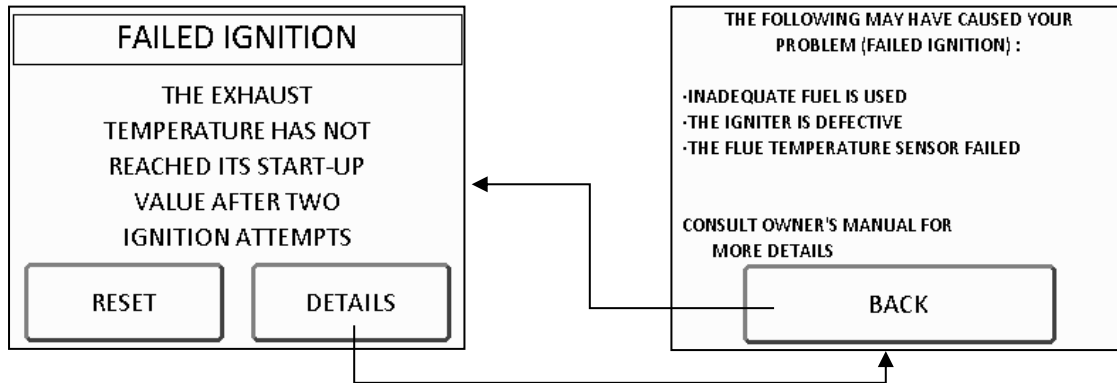 FAILED IGNITION
THE EXHAUST
TEMPERATURE HAS NOT
REACHED ITS START-UP
VALUE AFTER TWO
IGNITION ATTEMPTS
RESET
DETAILS
THE FOLLOWING MAY HAVE CAUSED YOUR
PROBLEM (FAILED IGNITION) :
·INADEQUATE FUEL IS USED
·THE IGNITER IS DEFECTIVE
·THE FLUE TEMPERATURE SENSOR FAILED
CONSULT OWNER'S MANUAL FOR
MORE DETAILS
BACK